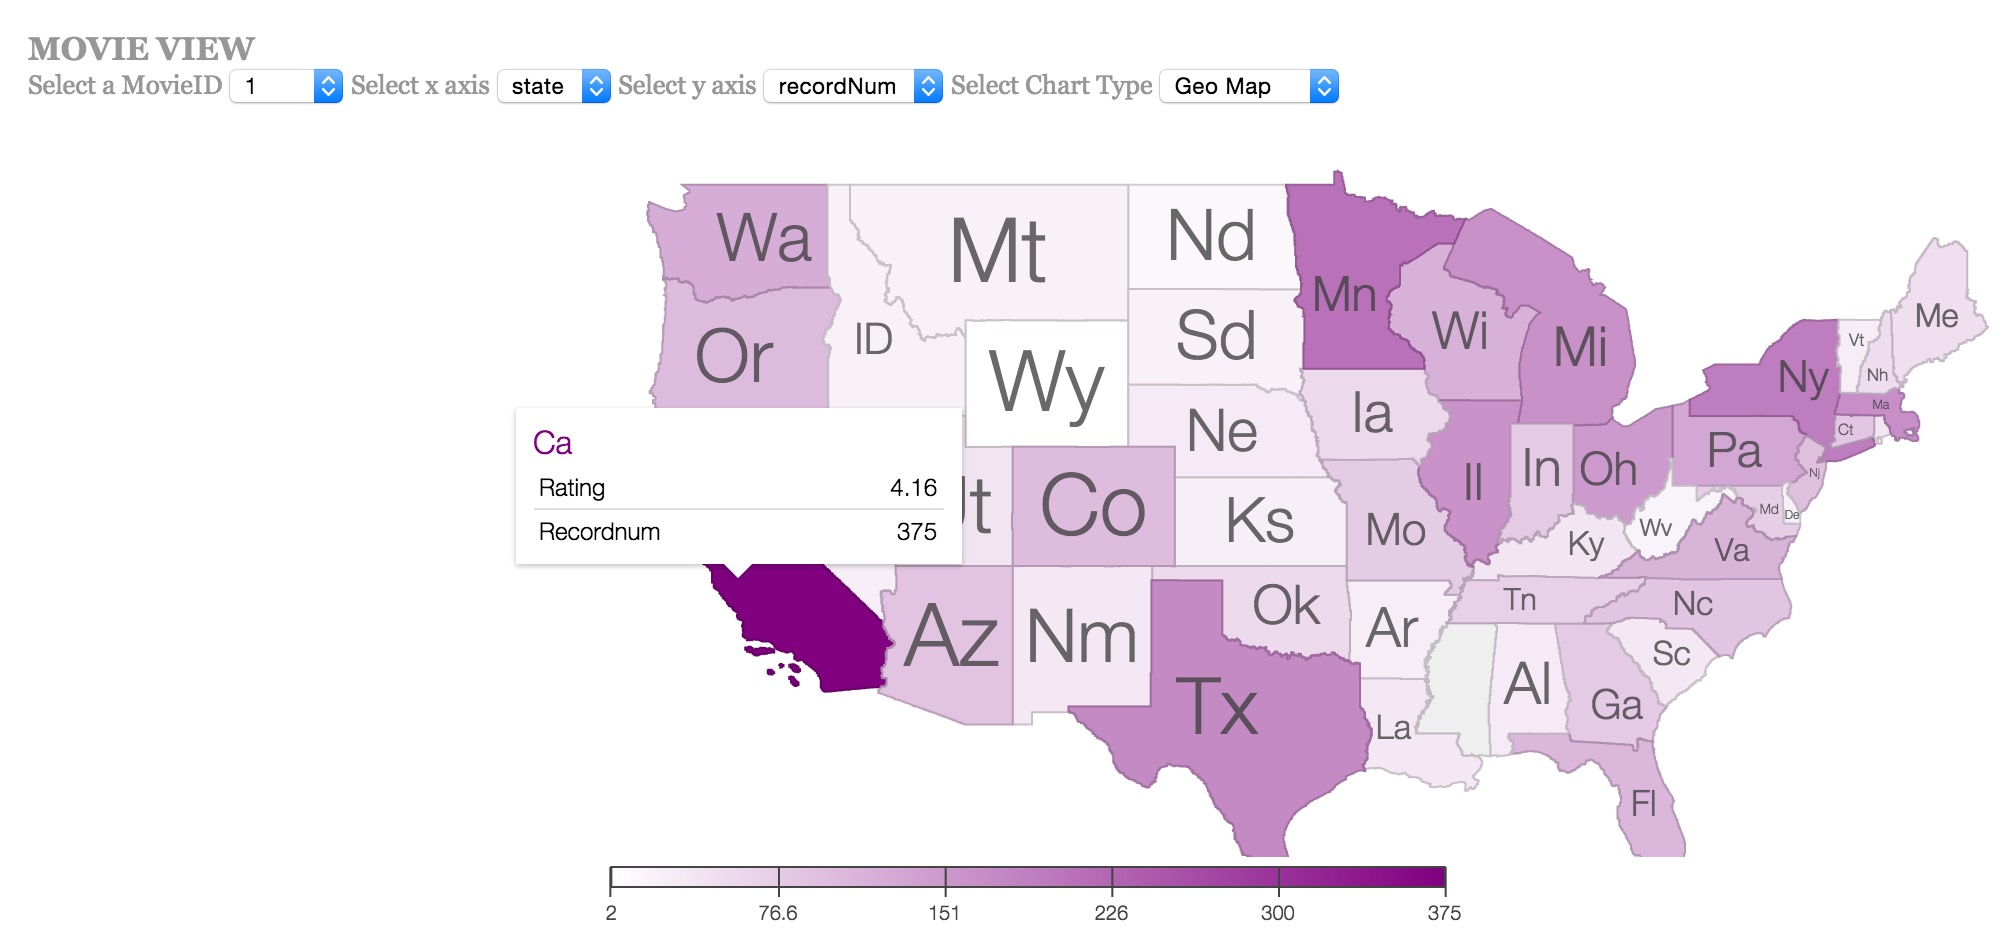 MOVIE VIEW
Select a MovieID 1 Select x axis state Select y axis recordNum Select Chart Type Geo Map
Wa
Mt
Nd
Mn
Or
ID
Wy
Sd
Wi
Mi
Me
Vt
Ny
Nh
Ma
Ne
Ia
Ct
Ca
Rating 4.16
Recordnum 375
Co
Ks
Mo
Il
In
Oh
Pa
Nj
Md
De
Wv
Ky
Va
Az
Nm
Ok
Ar
Tn
Nc
Sc
Tx
La
Al
Ga
Fl
2 76.6 151 226 300 375